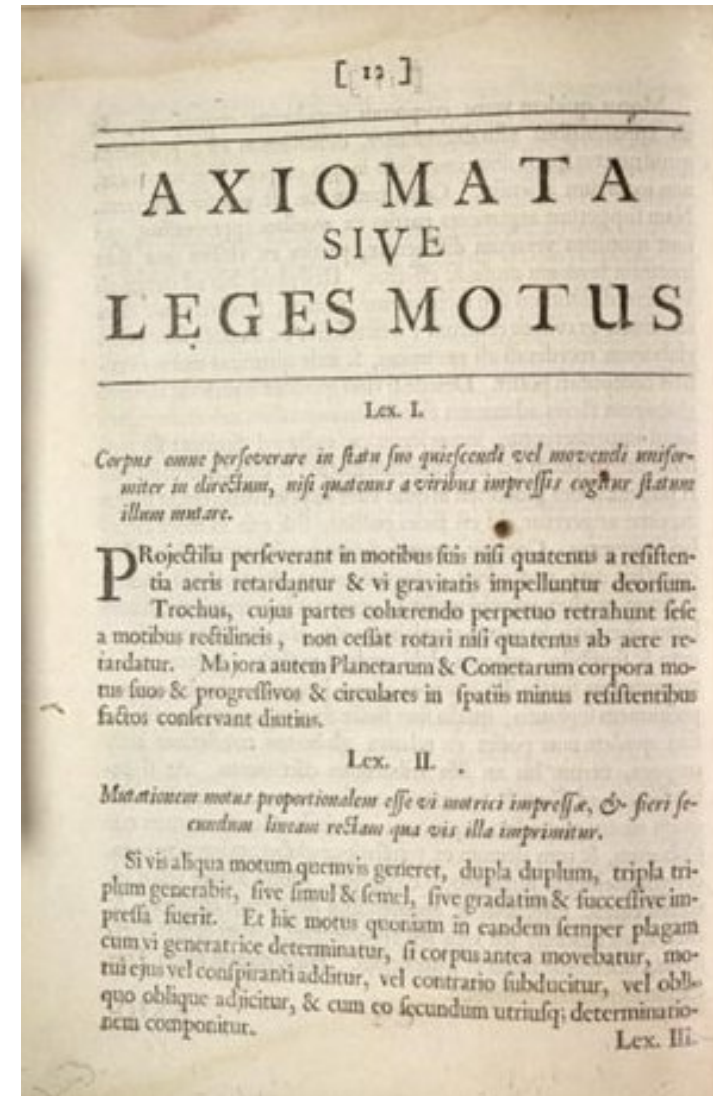 [ 12 ]
AXIOMATA
SIVE
LEGES MOTUS
Lex. I.
Corpus omne perſeverare in ſtatu ſuo quieſcendi vel movendi unifor-
miter in directum, niſi quatenus a viribus impreſſis cogitur ſtatum
illum mutare.
PRojectilia perſeverant in motibus ſuis niſi quatenus a reſiſten-
tia aeris retardantur & vi gravitatis impelluntur deorſum.
Trochus, cujus partes cohærendo perpetuo retrahunt ſeſe
a motibus rectilineis, non ceſſat rotari niſi quatenus ab aere re-
tardatur. Majora autem Planetarum & Cometarum corpora mo-
tus ſuos & progreſſivos & circulares in ſpatiis minus reſiſtentibus
factos conſervant diutius.
Lex. II.
Mutationem motus proportionalem eſſe vi motrici impreſſæ, & fieri ſe-
cundum lineam rectam qua vis illa imprimitur.
Si vis aliqua motum quemvis generet, dupla duplum, tripla tri-
plum generabit, ſive ſimul & ſemel, ſive gradatim & ſucceſſive im-
preſſa fuerit. Et hic motus quoniam in eandem ſemper plagam
cum vi generatrice determinatur, ſi corpus antea movebatur, mo-
tui ejus vel conſpiranti additur, vel contrario ſubducitur, vel obli-
quo oblique adjicitur, & cum eo ſecundum utriuſq; determinatio-
nem componitur.
Lex. III.